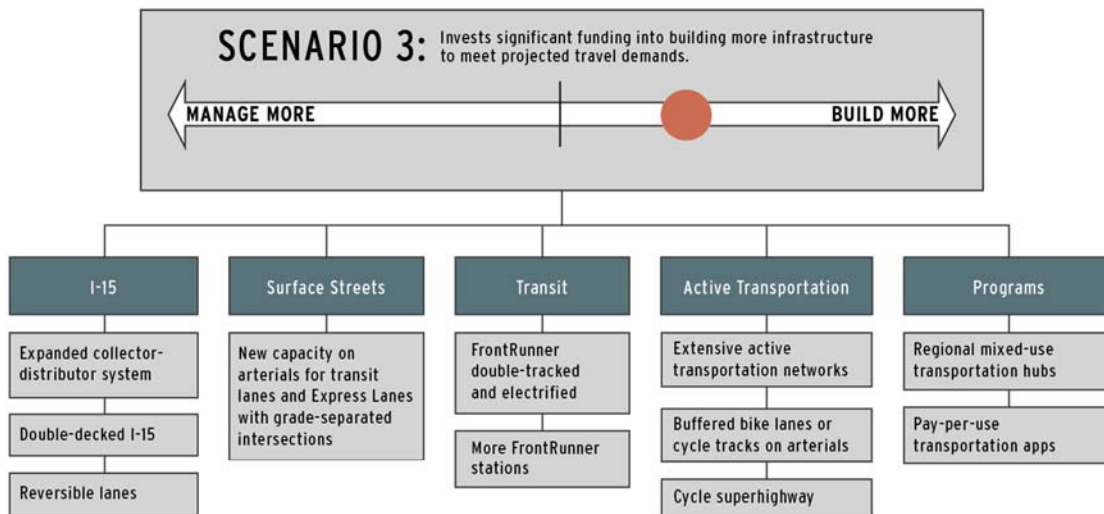 SCENARIO 3:
Invests significant funding into building more infrastructure
to meet projected travel demands.
MANAGE MORE
BUILD MORE
I-15
Expanded collector-
distributor system
Double-decked I-15
Reversible lanes
Surface Streets
New capacity on
arterials for transit
lanes and Express Lanes
with grade-separated
intersections
Transit
FrontRunner
double-tracked
and electrified
More FrontRunner
stations
Active Transportation
Extensive active
transportation networks
Buffered bike lanes or
cycle tracks on arterials
Cycle superhighway
Programs
Regional mixed-use
transportation hubs
Pay-per-use
transportation apps